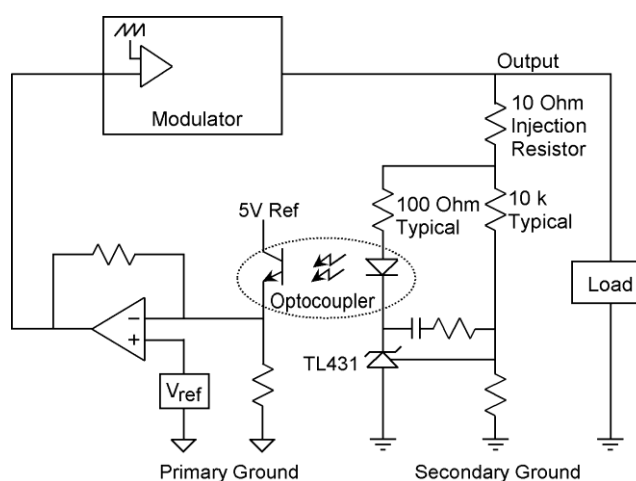 Modulator
Output
10 Ohm
Injection
Resistor
100 Ohm
Typical
10 k
Typical
5V Ref
Optocoupler
Load
TL431
Vref
Primary Ground
Secondary Ground